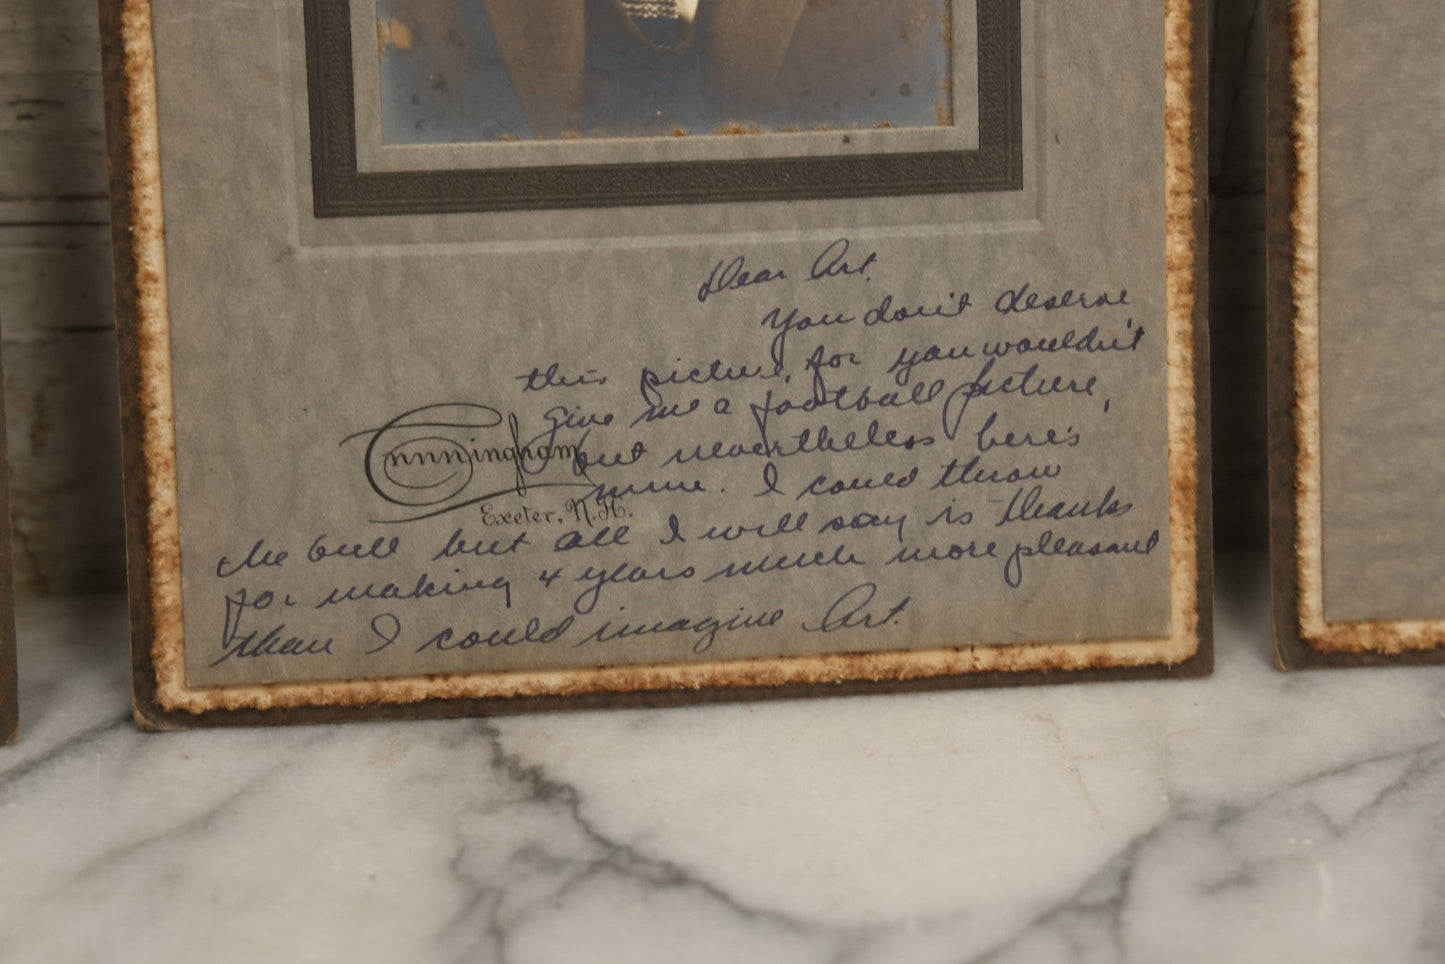 Dear Art.
You don't deserve
this picture, for you wouldn't
give me a football picture,
but nevertheless here's
mine. I could throw
the bull but all I will say is thanks
for making 4 years much more pleasant
than I could imagine Art.
Cunningham
Exeter, N.H.